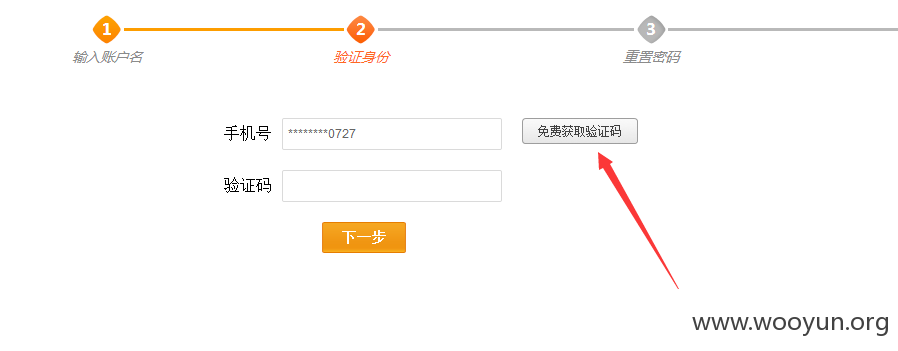 1 2 3
输入账户名 验证身份 重置密码
手机号 ********0727 免费获取验证码
验证码
下一步
www.wooyun.org